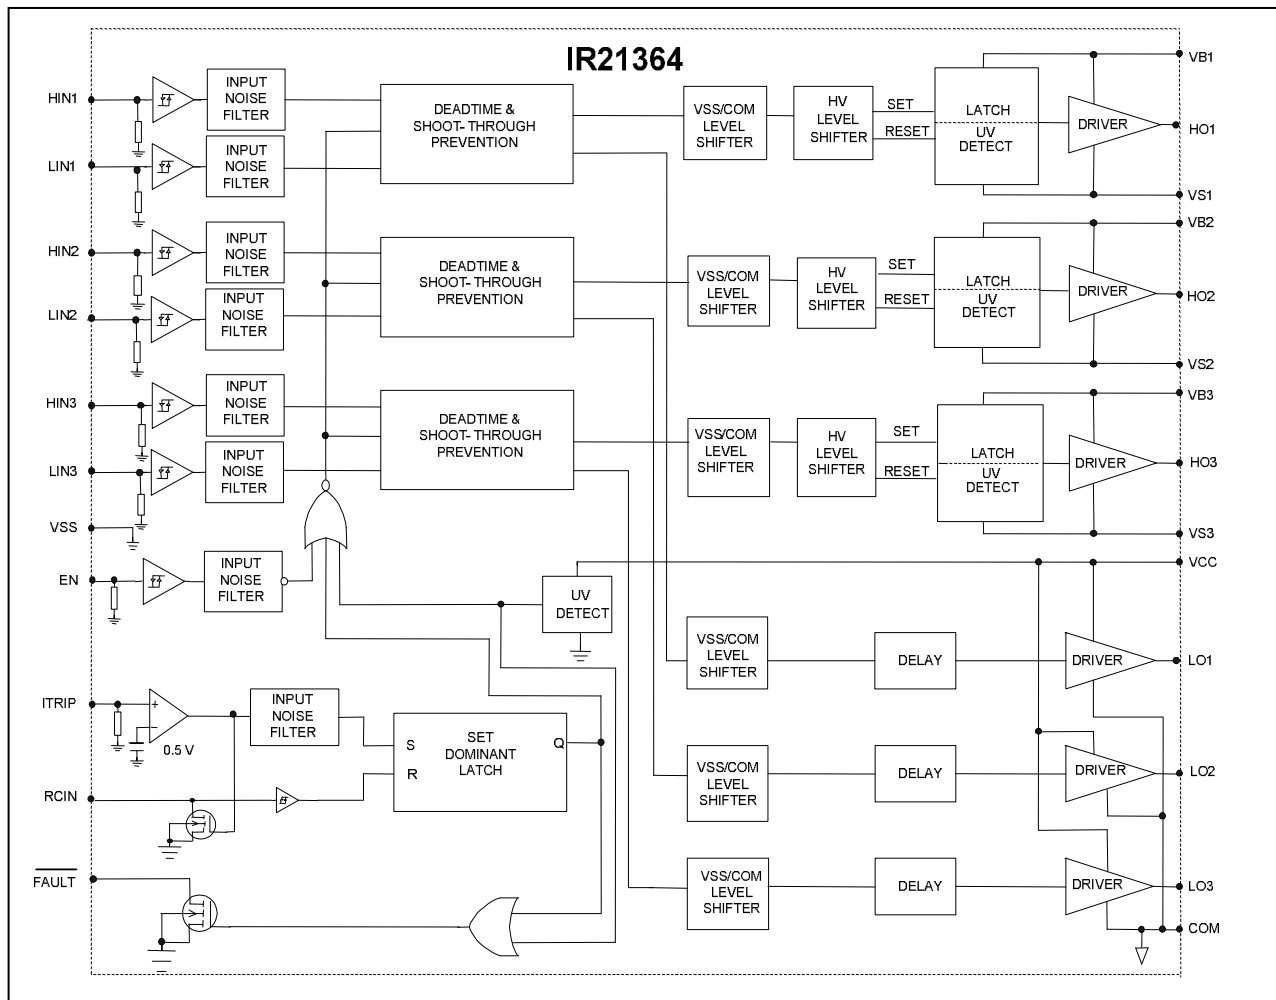 IR21364
HIN1
INPUT
NOISE
FILTER
LIN1
INPUT
NOISE
FILTER
DEADTIME &
SHOOT- THROUGH
PREVENTION
VSS/COM
LEVEL
SHIFTER
HV
LEVEL
SHIFTER
SET
RESET
LATCH
UV
DETECT
DRIVER
VB1
HO1
VS1
HIN2
INPUT
NOISE
FILTER
LIN2
INPUT
NOISE
FILTER
DEADTIME &
SHOOT- THROUGH
PREVENTION
VSS/COM
LEVEL
SHIFTER
HV
LEVEL
SHIFTER
SET
RESET
LATCH
UV
DETECT
DRIVER
VB2
HO2
VS2
HIN3
INPUT
NOISE
FILTER
LIN3
INPUT
NOISE
FILTER
DEADTIME &
SHOOT- THROUGH
PREVENTION
VSS/COM
LEVEL
SHIFTER
HV
LEVEL
SHIFTER
SET
RESET
LATCH
UV
DETECT
DRIVER
VB3
HO3
VS3
VSS
EN
INPUT
NOISE
FILTER
UV
DETECT
VCC
VSS/COM
LEVEL
SHIFTER
DELAY
DRIVER
LO1
ITRIP
+
−
0.5 V
INPUT
NOISE
FILTER
S
R
SET
DOMINANT
LATCH
Q
VSS/COM
LEVEL
SHIFTER
DELAY
DRIVER
LO2
RCIN
FAULT
VSS/COM
LEVEL
SHIFTER
DELAY
DRIVER
LO3
COM